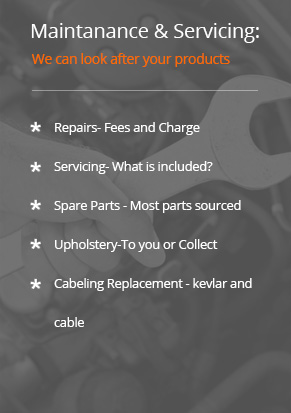 Maintanance & Servicing:
We can look after your products
* Repairs- Fees and Charge
* Servicing- What is included?
* Spare Parts - Most parts sourced
* Upholstery-To you or Collect
* Cabeling Replacement - kevlar and
cable